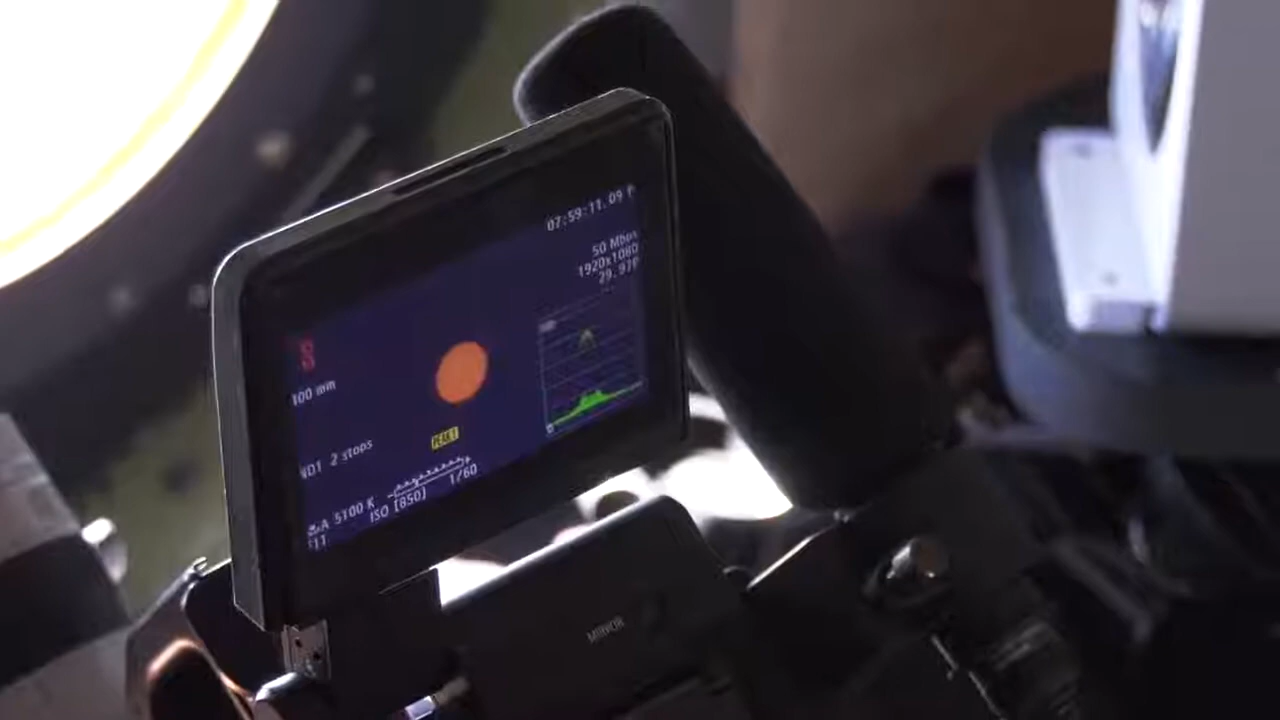 07:59:11.09
50 Mbps
1920x1080
29.97P
100 mm
PEAK1
ND1 2 stops
A 5100 K
ISO [850] 1/60
MIRROR